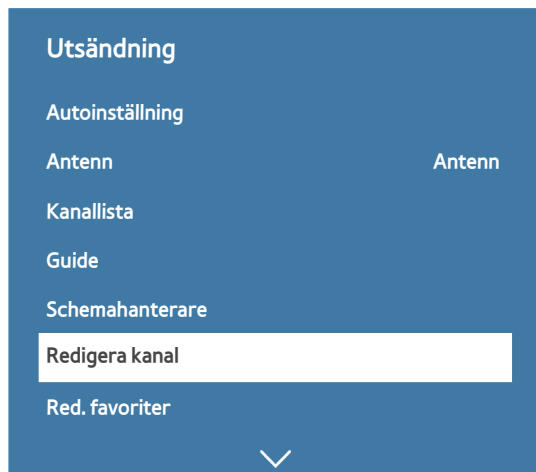 Utsändning
Autoinställning
Antenn Antenn
Kanallista
Guide
Schemahanterare
Redigera kanal
Red. favoriter